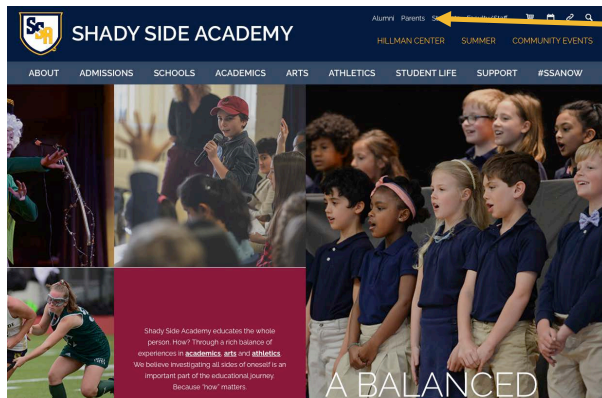 Alumni Parents
SSA
SHADY SIDE ACADEMY
HILLMAN CENTER SUMMER COMMUNITY EVENTS
ABOUT ADMISSIONS SCHOOLS ACADEMICS ARTS ATHLETICS STUDENT LIFE SUPPORT #SSANOW
Shady Side Academy educates the whole
person. How? Through a rich balance of
experiences in academics, arts and athletics.
We believe investigating all sides of oneself is an
important part of the educational journey.
Because "how" matters.
A BALANCED